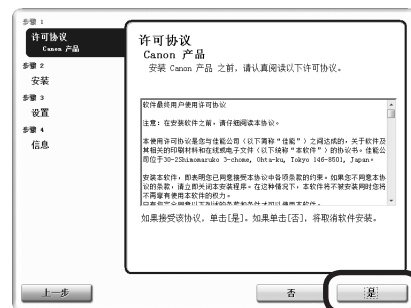 步骤 1
许可协议
Canon 产品
步骤 2
安装
步骤 3
设置
步骤 4
信息
许可协议
Canon 产品
安装 Canon 产品 之前，请认真阅读以下许可协议。
软件最终用户使用许可协议
注意：在安装软件之前，请仔细阅读本协议。
本使用许可协议是您与佳能公司（以下简称“佳能”）之间达成的，关于软件及
其相关的印刷材料和在线或电子文件（以下统称“本软件”）的协议书。佳能公
司位于30-2Shimomaruko 3-chome, Ohta-ku, Tokyo 146-8501, Japan。
安装本软件，即表明您已同意接受本协议中各项条款的约束。如果您不同意本协
议的条款，请立即关闭本安装程序。在这种情况下，本软件将不被安装同时您将
不再享有使用本软件的权力。
如果接受该协议，单击[是]。如果单击[否]，将取消软件安装。
上一步
否
是